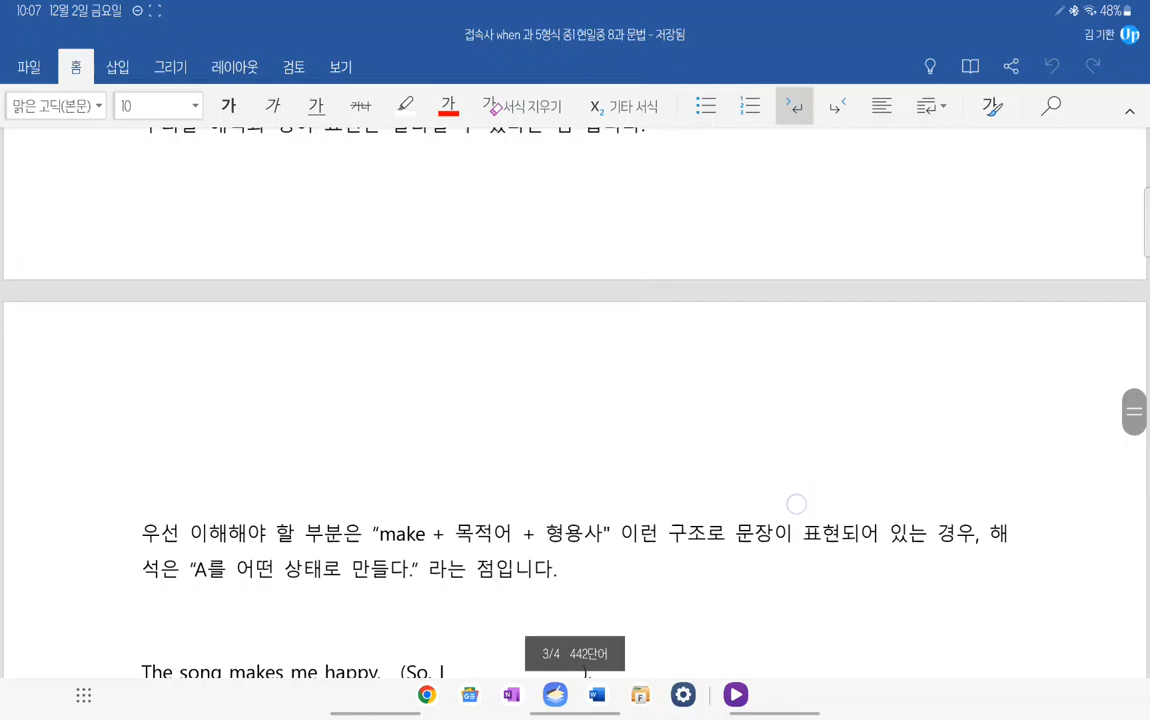 10:07 12월 2일 금요일
48%
접속사 when 과 5형식 중1 현일중 8과 문법 - 저장됨
김 기환 Up
파일 홈 삽입 그리기 레이아웃 검토 보기
맑은 고딕(본문) 10 가 가 가 가나 가 가 서식 지우기 X₂ 기타 서식 가
우선 이해해야 할 부분은 “make + 목적어 + 형용사" 이런 구조로 문장이 표현되어 있는 경우, 해
석은 “A를 어떤 상태로 만들다.“ 라는 점입니다.
The song makes me happy. (So, I ).
3/4 442단어